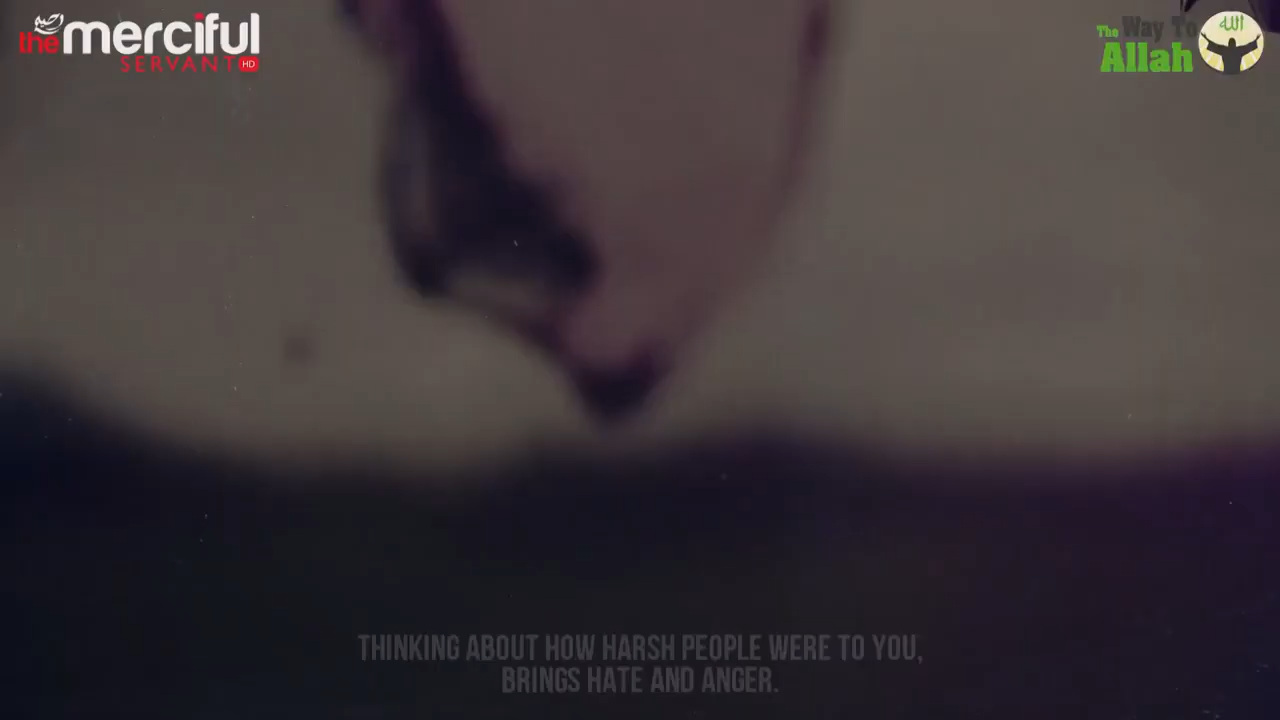 the merciful
SERVANT HD
The Way To
Allah
الله
THINKING ABOUT HOW HARSH PEOPLE WERE TO YOU,
BRINGS HATE AND ANGER.